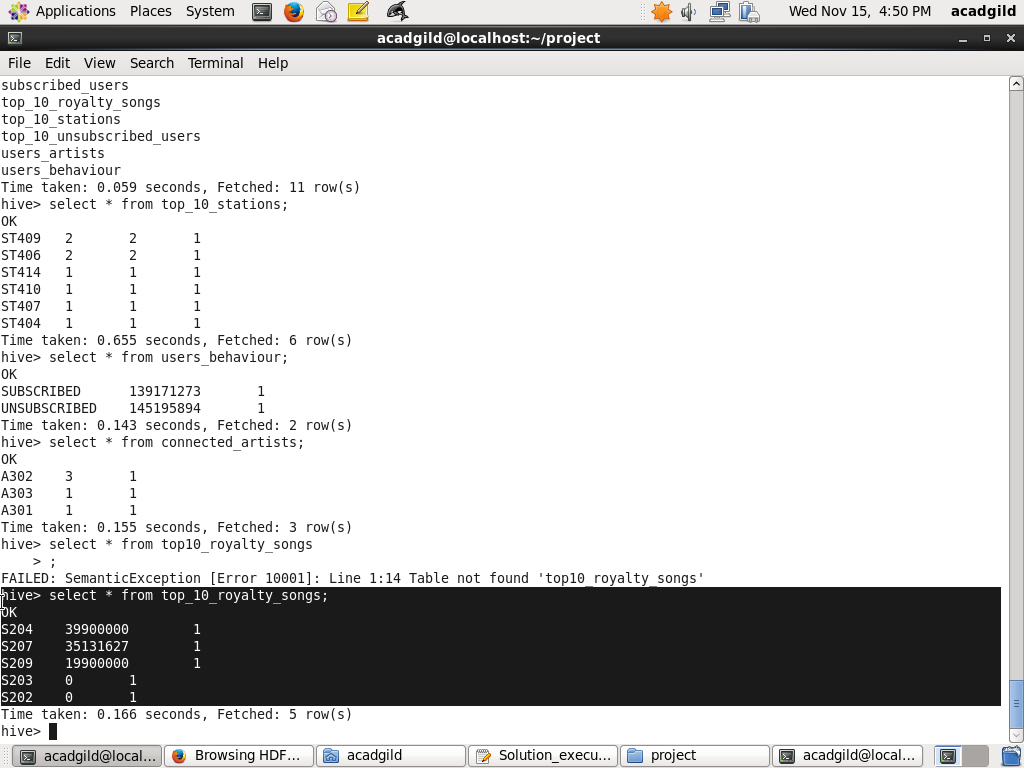 Applications Places System Wed Nov 15, 4:50 PM acadgild
acadgild@localhost:~/project
File Edit View Search Terminal Help
subscribed_users
top_10_royalty_songs
top_10_stations
top_10_unsubscribed_users
users_artists
users_behaviour
Time taken: 0.059 seconds, Fetched: 11 row(s)
hive> select * from top_10_stations;
OK
ST409 2 2 1
ST406 2 2 1
ST414 1 1 1
ST410 1 1 1
ST407 1 1 1
ST404 1 1 1
Time taken: 0.655 seconds, Fetched: 6 row(s)
hive> select * from users_behaviour;
OK
SUBSCRIBED 139171273 1
UNSUBSCRIBED 145195894 1
Time taken: 0.143 seconds, Fetched: 2 row(s)
hive> select * from connected_artists;
OK
A302 3 1
A303 1 1
A301 1 1
Time taken: 0.155 seconds, Fetched: 3 row(s)
hive> select * from top10_royalty_songs
> ;
FAILED: SemanticException [Error 10001]: Line 1:14 Table not found 'top10_royalty_songs'
hive> select * from top_10_royalty_songs;
OK
S204 39900000 1
S207 35131627 1
S209 19900000 1
S203 0 1
S202 0 1
Time taken: 0.166 seconds, Fetched: 5 row(s)
hive>
acadgild@local... Browsing HDF... acadgild Solution_execu... project acadgild@local...